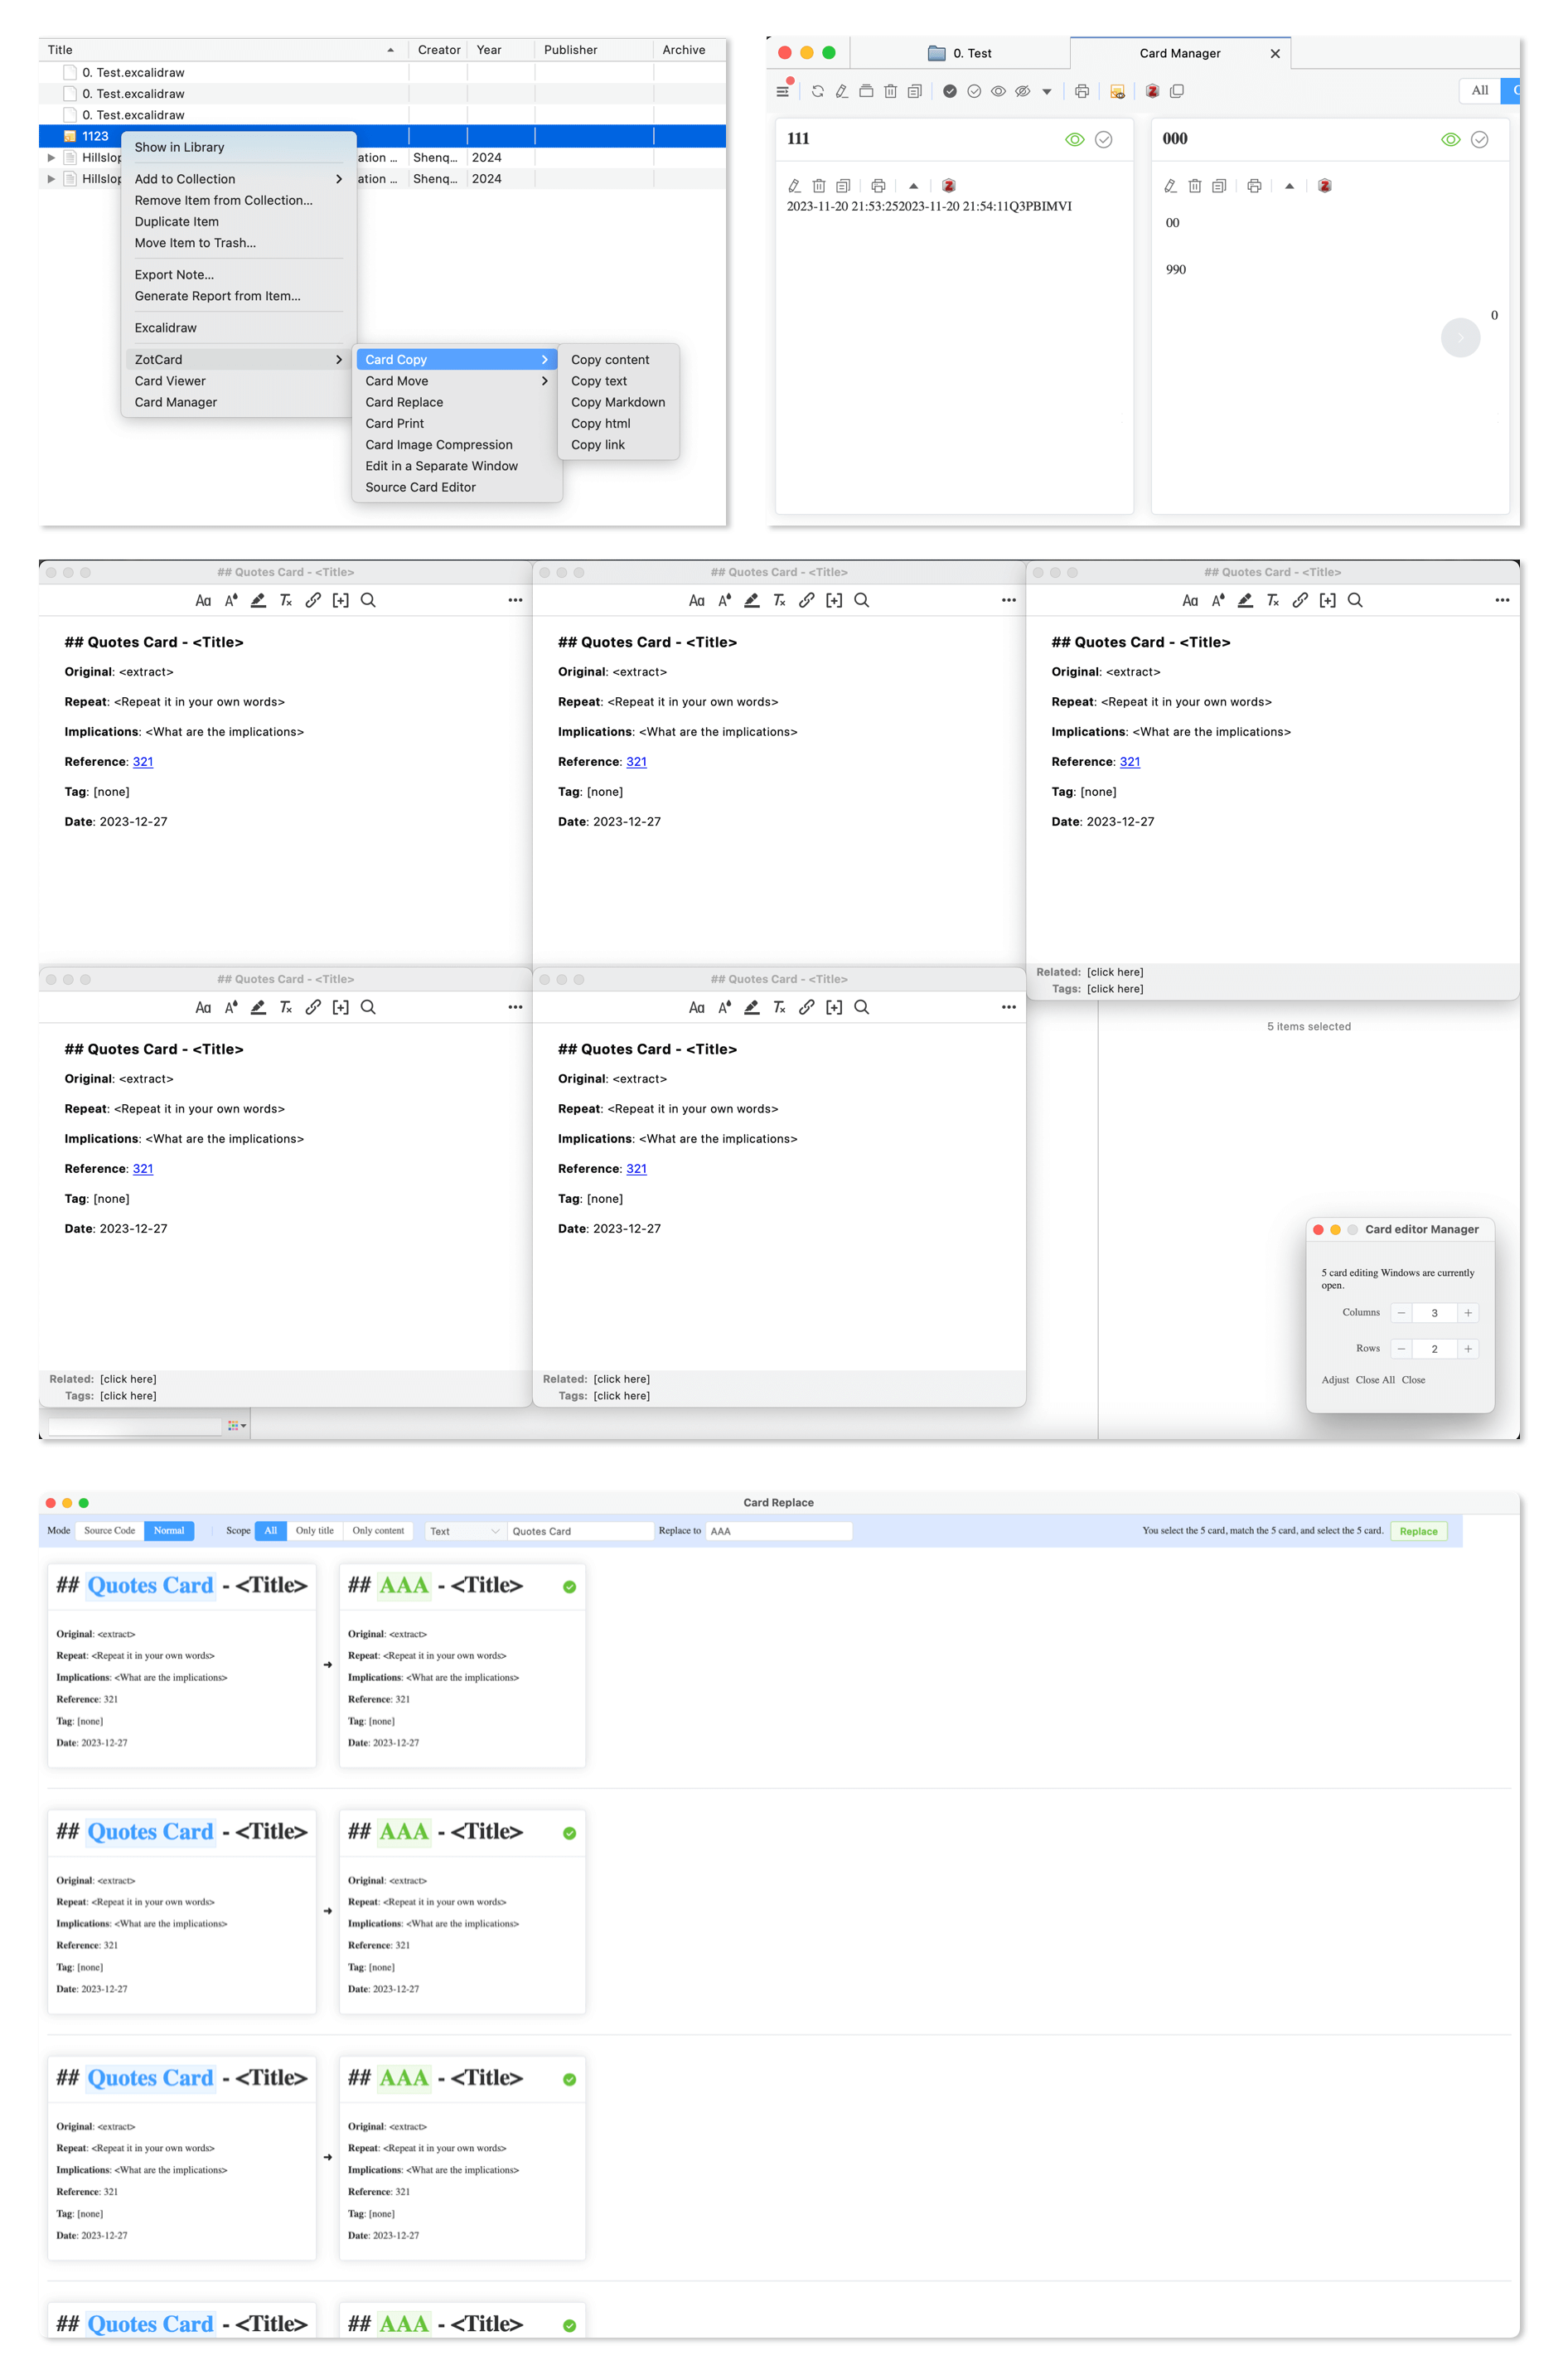 Title Creator Year Publisher Archive
0. Test.excalidraw
0. Test.excalidraw
0. Test.excalidraw
1123
Hillslop ation ... Shenq... 2024
Hillslop ation ... Shenq... 2024
Show in Library
Add to Collection
Remove Item from Collection...
Duplicate Item
Move Item to Trash...
Export Note...
Generate Report from Item...
Excalidraw
ZotCard
Card Viewer
Card Manager
Card Copy
Card Move
Card Replace
Card Print
Card Image Compression
Edit in a Separate Window
Source Card Editor
Copy content
Copy text
Copy Markdown
Copy html
Copy link
0. Test Card Manager
All
111
2023-11-20 21:53:252023-11-20 21:54:11Q3PBIMVI
000
00
990
0
## Quotes Card - <Title>
## Quotes Card - <Title>
Original: <extract>
Repeat: <Repeat it in your own words>
Implications: <What are the implications>
Reference: 321
Tag: [none]
Date: 2023-12-27
## Quotes Card - <Title>
## Quotes Card - <Title>
Original: <extract>
Repeat: <Repeat it in your own words>
Implications: <What are the implications>
Reference: 321
Tag: [none]
Date: 2023-12-27
## Quotes Card - <Title>
## Quotes Card - <Title>
Original: <extract>
Repeat: <Repeat it in your own words>
Implications: <What are the implications>
Reference: 321
Tag: [none]
Date: 2023-12-27
Related: [click here]
Tags: [click here]
## Quotes Card - <Title>
## Quotes Card - <Title>
Original: <extract>
Repeat: <Repeat it in your own words>
Implications: <What are the implications>
Reference: 321
Tag: [none]
Date: 2023-12-27
Related: [click here]
Tags: [click here]
## Quotes Card - <Title>
## Quotes Card - <Title>
Original: <extract>
Repeat: <Repeat it in your own words>
Implications: <What are the implications>
Reference: 321
Tag: [none]
Date: 2023-12-27
Related: [click here]
Tags: [click here]
5 items selected
Card editor Manager
5 card editing Windows are currently
open.
Columns 3
Rows 2
Adjust Close All Close
Card Replace
Mode Source Code Normal Scope All Only title Only content Text Quotes Card Replace to AAA You select the 5 card, match the 5 card, and select the 5 card. Replace
## Quotes Card - <Title>
Original: <extract>
Repeat: <Repeat it in your own words>
Implications: <What are the implications>
Reference: 321
Tag: [none]
Date: 2023-12-27
## AAA - <Title>
Original: <extract>
Repeat: <Repeat it in your own words>
Implications: <What are the implications>
Reference: 321
Tag: [none]
Date: 2023-12-27
## Quotes Card - <Title>
Original: <extract>
Repeat: <Repeat it in your own words>
Implications: <What are the implications>
Reference: 321
Tag: [none]
Date: 2023-12-27
## AAA - <Title>
Original: <extract>
Repeat: <Repeat it in your own words>
Implications: <What are the implications>
Reference: 321
Tag: [none]
Date: 2023-12-27
## Quotes Card - <Title>
Original: <extract>
Repeat: <Repeat it in your own words>
Implications: <What are the implications>
Reference: 321
Tag: [none]
Date: 2023-12-27
## AAA - <Title>
Original: <extract>
Repeat: <Repeat it in your own words>
Implications: <What are the implications>
Reference: 321
Tag: [none]
Date: 2023-12-27
## Quotes Card - <Title>
## AAA - <Title>